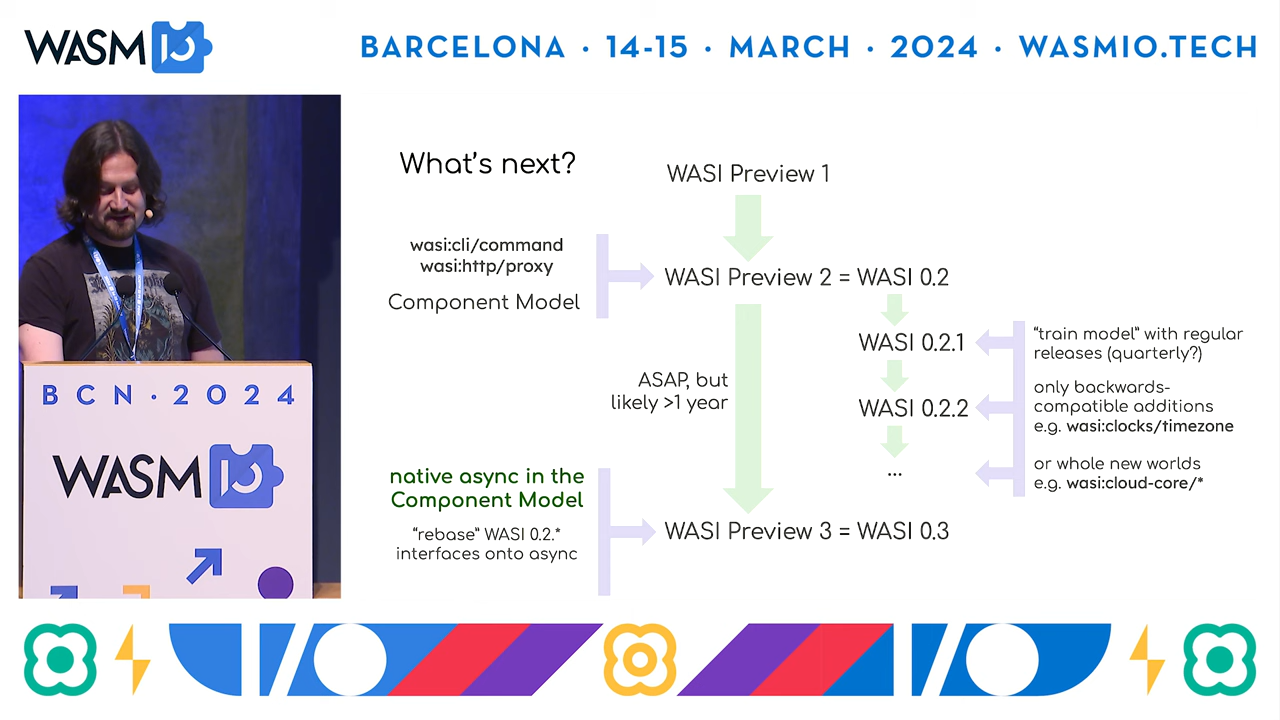 WASM IO
BARCELONA · 14-15 · MARCH · 2024 · WASMIO.TECH
What's next?
WASI Preview 1
wasi:cli/command
wasi:http/proxy
Component Model
WASI Preview 2 = WASI 0.2
WASI 0.2.1
"train model" with regular
releases (quarterly?)
ASAP, but
likely >1 year
WASI 0.2.2
only backwards-
compatible additions
e.g. wasi:clocks/timezone
...
or whole new worlds
e.g. wasi:cloud-core/*
native async in the
Component Model
"rebase" WASI 0.2.*
interfaces onto async
WASI Preview 3 = WASI 0.3
BCN·2024
WASM IO
I/O
I/O